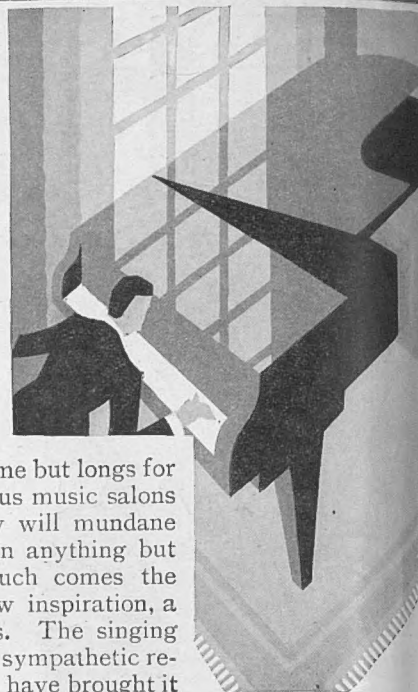 me but longs for
us music salons
will mundane
n anything but
uch comes the
w inspiration, a
s. The singing
sympathetic re-
have brought it